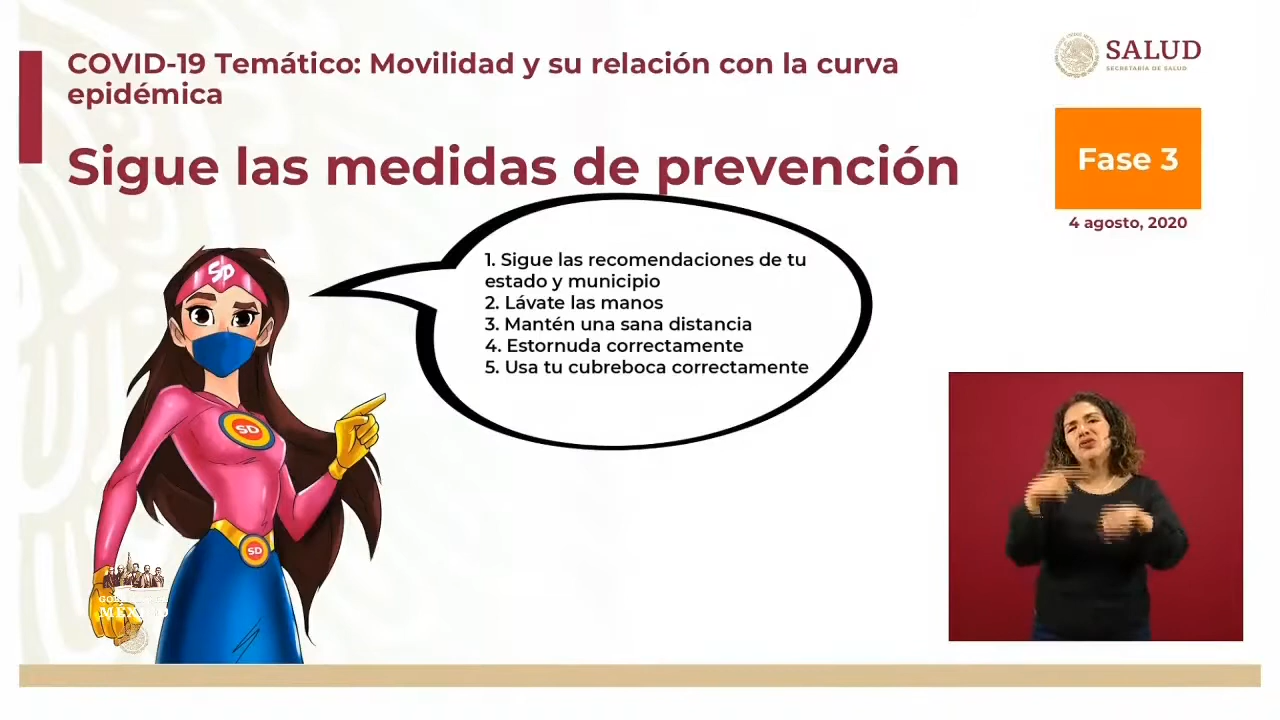 COVID-19 Temático: Movilidad y su relación con la curva
epidémica
SALUD
SECRETARÍA DE SALUD
Sigue las medidas de prevención
Fase 3
4 agosto, 2020
1. Sigue las recomendaciones de tu
estado y municipio
2. Lávate las manos
3. Mantén una sana distancia
4. Estornuda correctamente
5. Usa tu cubreboca correctamente
SD
SD
SD
MÉXICO